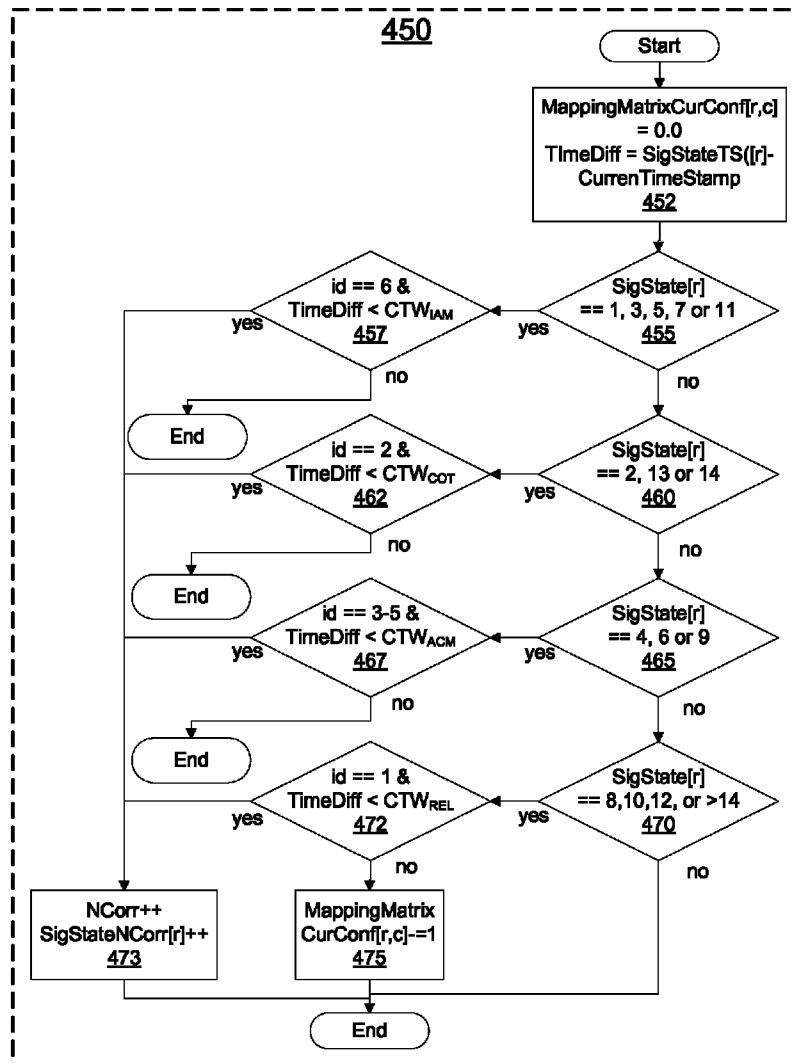 450
Start
MappingMatrixCurConf[r,c]
= 0.0
TImeDiff = SigStateTS([r]-
CurrenTimeStamp
452
id == 6 &
TimeDiff < CTWIAM
457
yes
no
SigState[r]
== 1, 3, 5, 7 or 11
455
yes
no
End
id == 2 &
TimeDiff < CTWCOT
462
yes
no
SigState[r]
== 2, 13 or 14
460
yes
no
End
id == 3-5 &
TimeDiff < CTWACM
467
yes
no
SigState[r]
== 4, 6 or 9
465
yes
no
End
id == 1 &
TimeDiff < CTWREL
472
yes
no
SigState[r]
== 8,10,12, or >14
470
yes
no
NCorr++
SigStateNCorr[r]++
473
MappingMatrix
CurConf[r,c]-=1
475
End